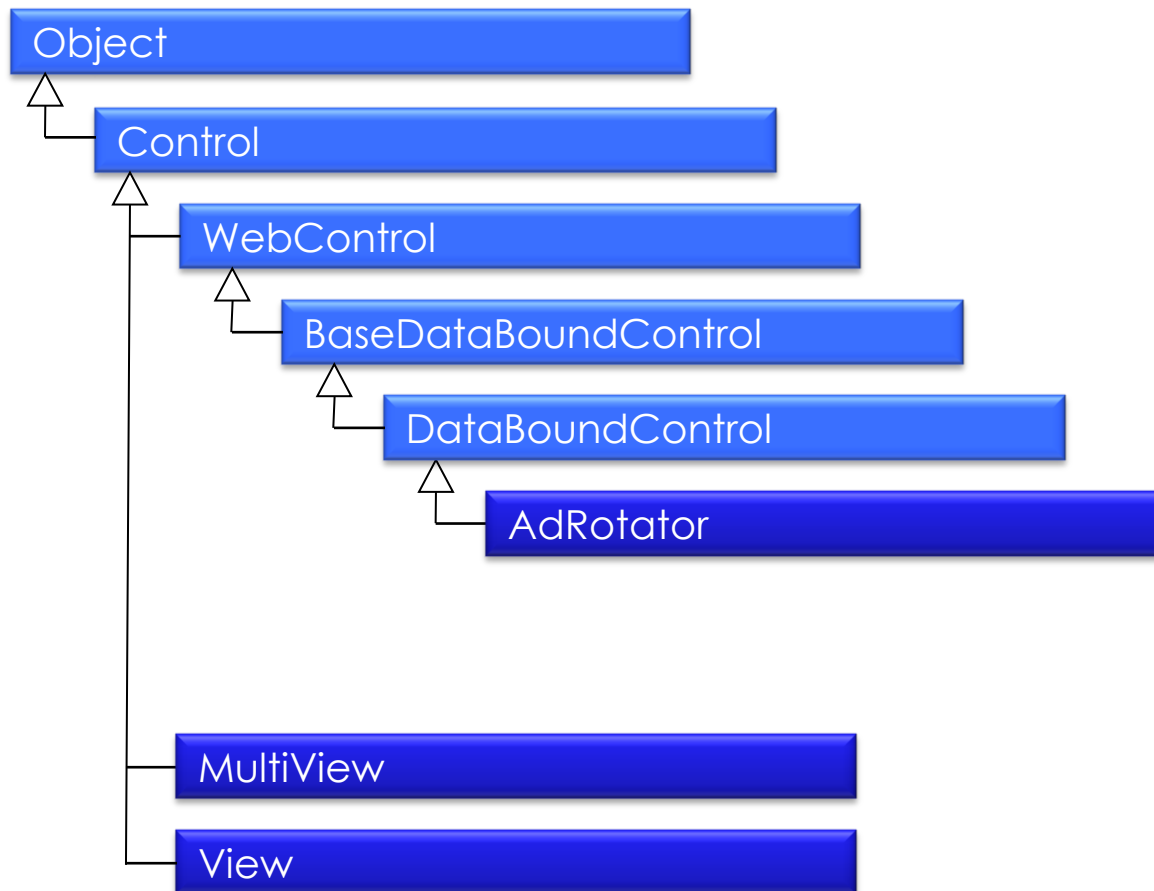 Object
Control
WebControl
BaseDataBoundControl
DataBoundControl
AdRotator
MultiView
View